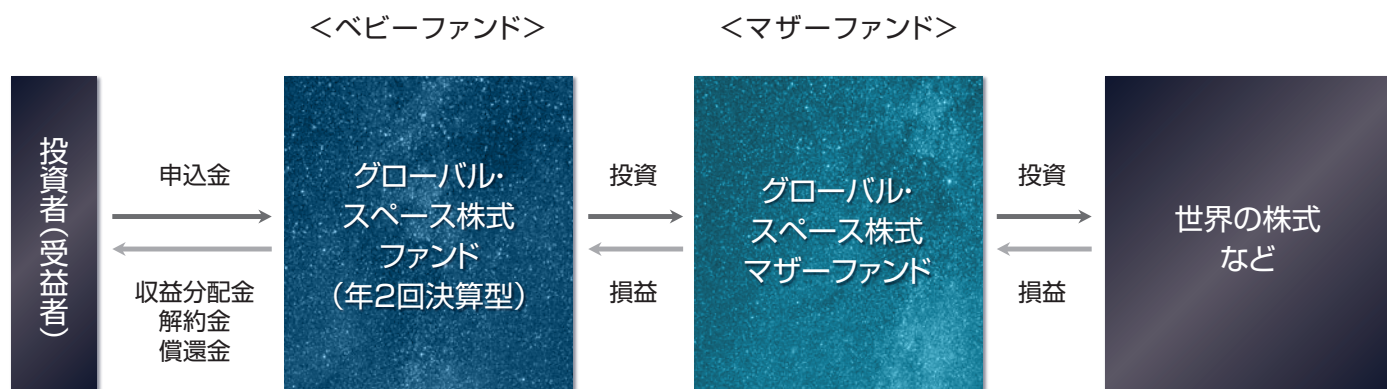 ＜ベビーファンド＞
＜マザーファンド＞
投資者（受益者）
申込金
収益分配金
解約金
償還金
グローバル・
スペース株式
ファンド
（年2回決算型）
投資
損益
グローバル・
スペース株式
マザーファンド
投資
損益
世界の株式
など